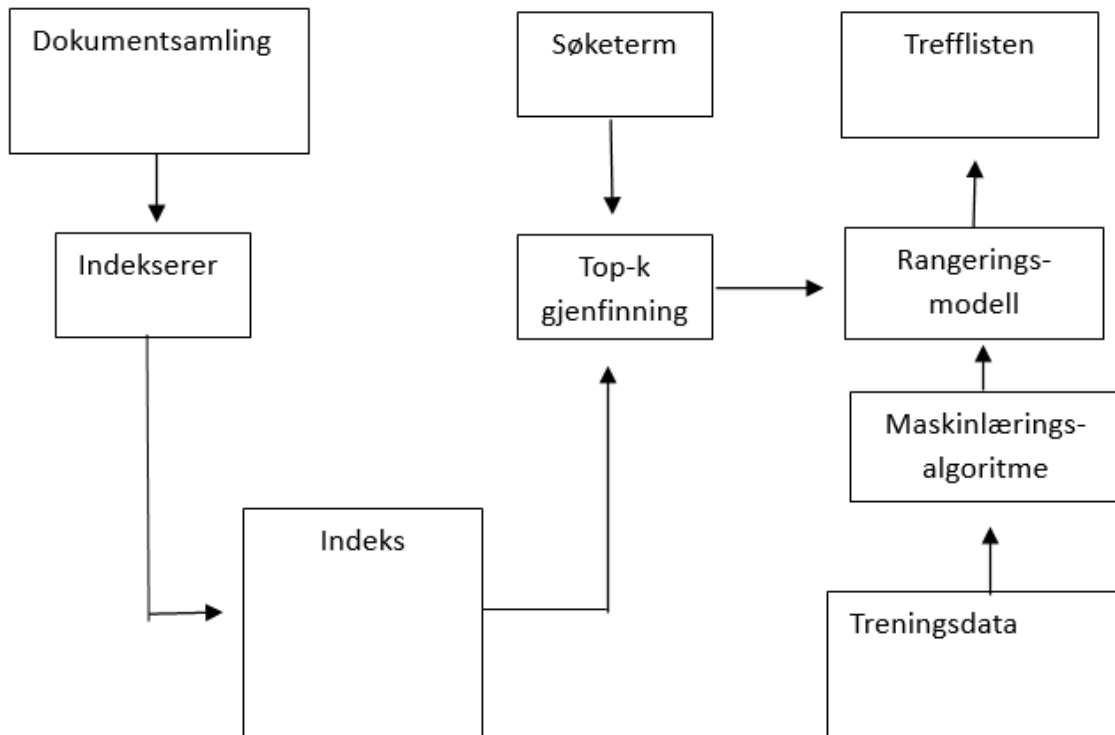 Dokumentsamling
Søketerm
Trefflisten
Indekserer
Top-k
gjenfinning
Rangerings-
modell
Maskinlærings-
algoritme
Indeks
Treningsdata